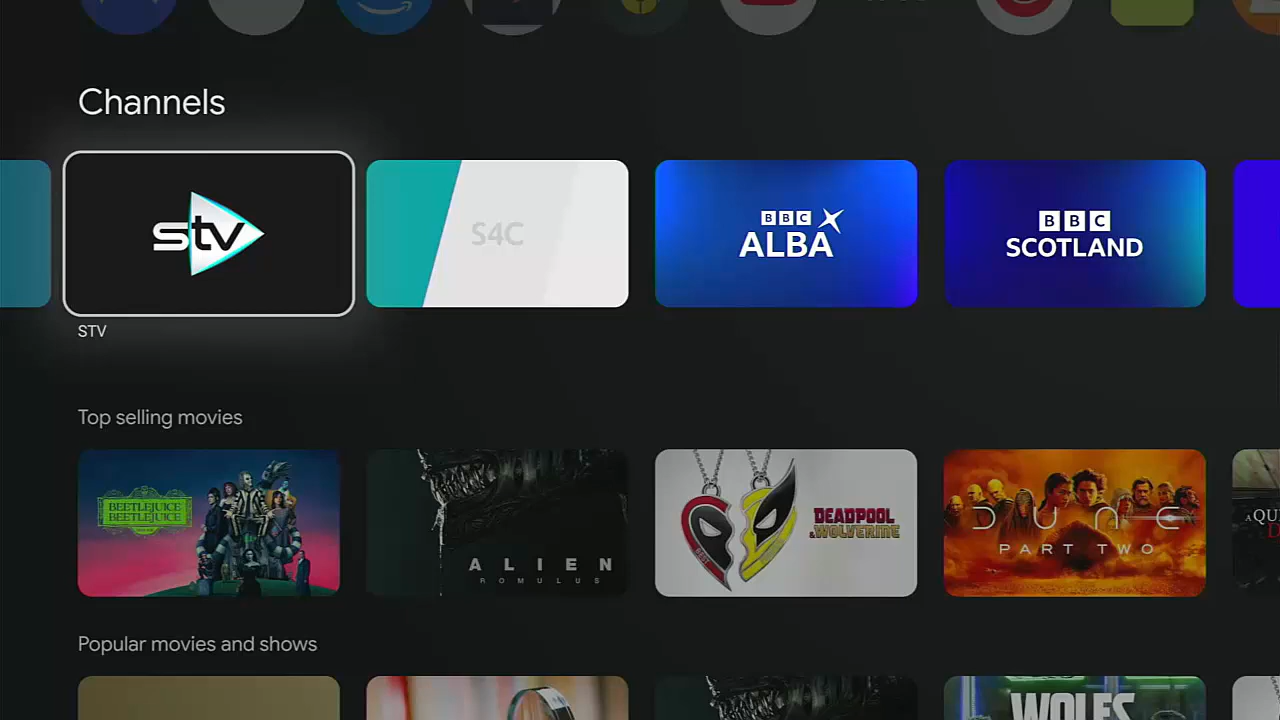 Channels
stv
S4C
BBC
ALBA
BBC
SCOTLAND
STV
Top selling movies
BEETLEJUICE
BEETLEJUICE
ALIEN
ROMULUS
DEADPOOL
& WOLVERINE
DUNE
PART TWO
A QU
Popular movies and shows
WOLFS